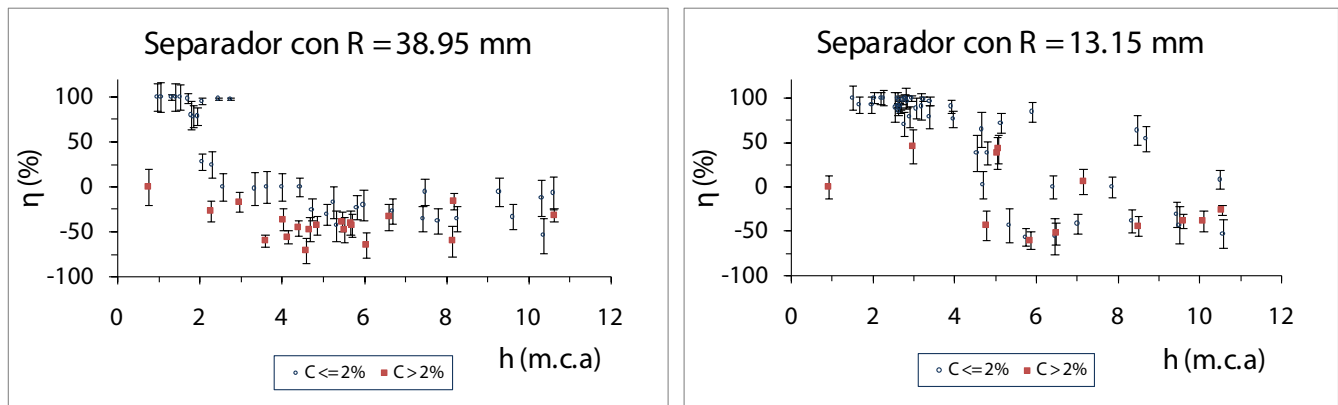 Separador con R = 38.95 mm
100
50
0
-50
-100
η (%)
0 2 4 6 8 10 12
h (m.c.a)
C<=2% C>2%
Separador con R = 13.15 mm
100
50
0
-50
-100
η (%)
0 2 4 6 8 10 12
h (m.c.a)
C<=2% C>2%